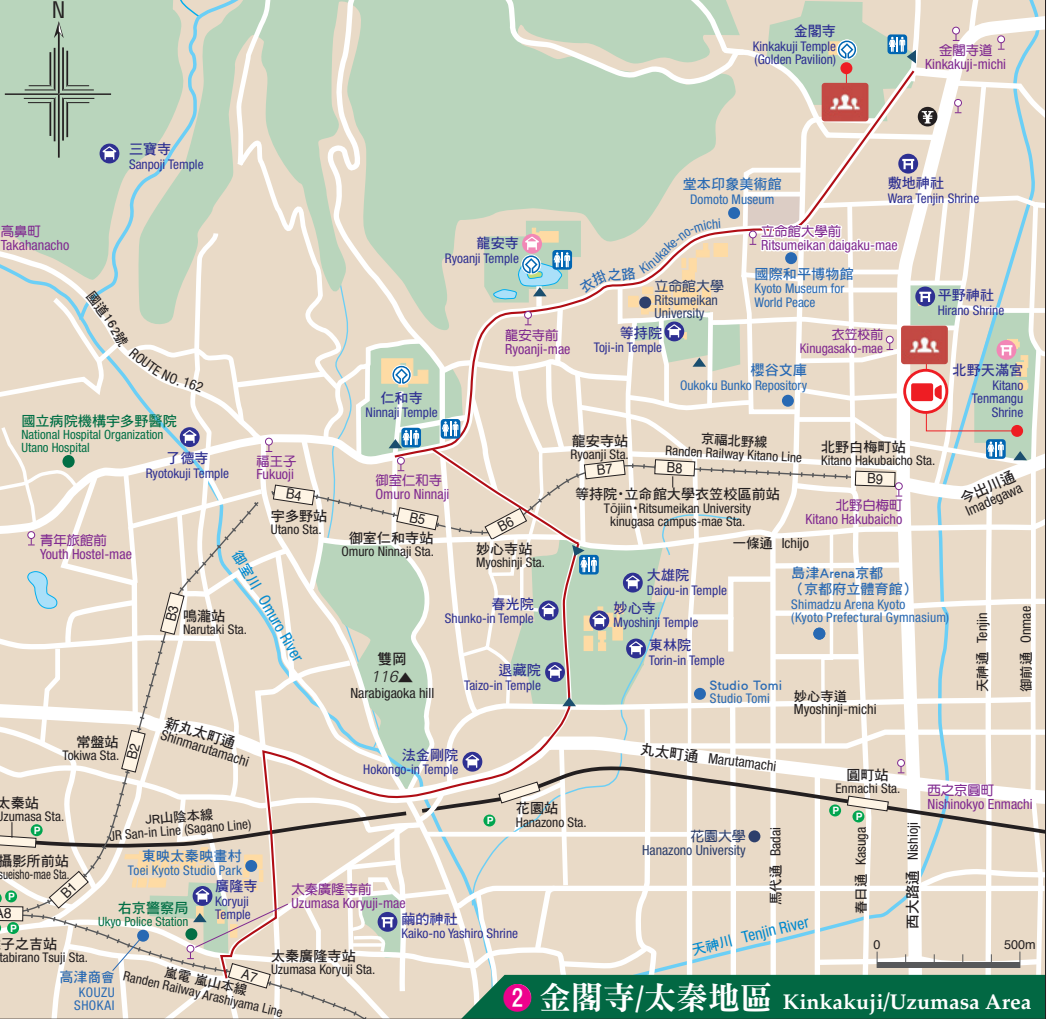 N
金閣寺
Kinkakuji Temple
(Golden Pavilion)
金閣寺道
Kinkakuji-michi
¥
三寶寺
Sanpoji Temple
敷地神社
Wara Tenjin Shrine
堂本印象美術館
Domoto Museum
高鼻町
Takahanacho
龍安寺
Ryoanji Temple
衣掛之路 Kinukake-no-michi
立命館大學前
Ritsumeikan daigaku-mae
國際和平博物館
Kyoto Museum for
World Peace
立命館大學
Ritsumeikan
University
平野神社
Hirano Shrine
國道162號 ROUTE NO. 162
龍安寺前
Ryoanji-mae
等持院
Toji-in Temple
衣笠校前
Kinugasako-mae
櫻谷文庫
Oukoku Bunko Repository
北野天滿宮
Kitano
Tenmangu
Shrine
仁和寺
Ninnaji Temple
國立病院機構宇多野醫院
National Hospital Organization
Utano Hospital
了德寺
Ryotokuji Temple
福王子
Fukuoji
御室仁和寺
Omuro Ninnaji
龍安寺站
Ryoanji Sta.
京福北野線
Randen Railway Kitano Line
北野白梅町站
Kitano Hakubaicho Sta.
B7
B8
B9
今出川通
Imadegawa
B4
宇多野站
Utano Sta.
B5
御室仁和寺站
Omuro Ninnaji Sta.
B6
妙心寺站
Myoshinji Sta.
等持院・立命館大學衣笠校區前站
Tōjiin・Ritsumeikan University
kinugasa campus-mae Sta.
北野白梅町
Kitano Hakubaicho
青年旅館前
Youth Hostel-mae
一條通 Ichijo
御室川 Omuro River
大雄院
Daiou-in Temple
島津Arena京都
（京都府立體育館）
Shimadzu Arena Kyoto
(Kyoto Prefectural Gymnasium)
B3
鳴瀧站
Narutaki Sta.
春光院
Shunko-in Temple
妙心寺
Myoshinji Temple
東林院
Torin-in Temple
天神通 Tenjin
御前通 Onmae
雙岡
116
Narabigaoka hill
退藏院
Taizo-in Temple
Studio Tomi
Studio Tomi
妙心寺道
Myoshinji-michi
新丸太町通
Shinmarutamachi
常盤站
Tokiwa Sta.
B2
法金剛院
Hokongo-in Temple
丸太町通 Marutamachi
圓町站
Enmachi Sta.
西之京圓町
Nishinokyo Enmachi
太秦站
Uzumasa Sta.
P
JR山陰本線
JR San-in Line (Sagano Line)
花園站
Hanazono Sta.
P
P
P
花園大學
Hanazono University
馬代通 Badai
春日通 Kasuga
西大路通 Nishioji
攝影所前站
sueisho-mae Sta.
B1
東映太秦映畫村
Toei Kyoto Studio Park
廣隆寺
Koryuji
Temple
太秦廣隆寺前
Uzumasa Koryuji-mae
P
P
A8
P
P
右京警察局
Ukyo Police Station
蠶的神社
Kaiko-no Yashiro Shrine
天神川 Tenjin River
子之吉站
tabirano Tsuji Sta.
太秦廣隆寺站
Uzumasa Koryuji Sta.
A7
高津商會
KOUZU
SHOKAI
嵐電 嵐山本線
Randen Railway Arashiyama Line
0
500m
2 金閣寺/太秦地區 Kinkakuji/Uzumasa Area